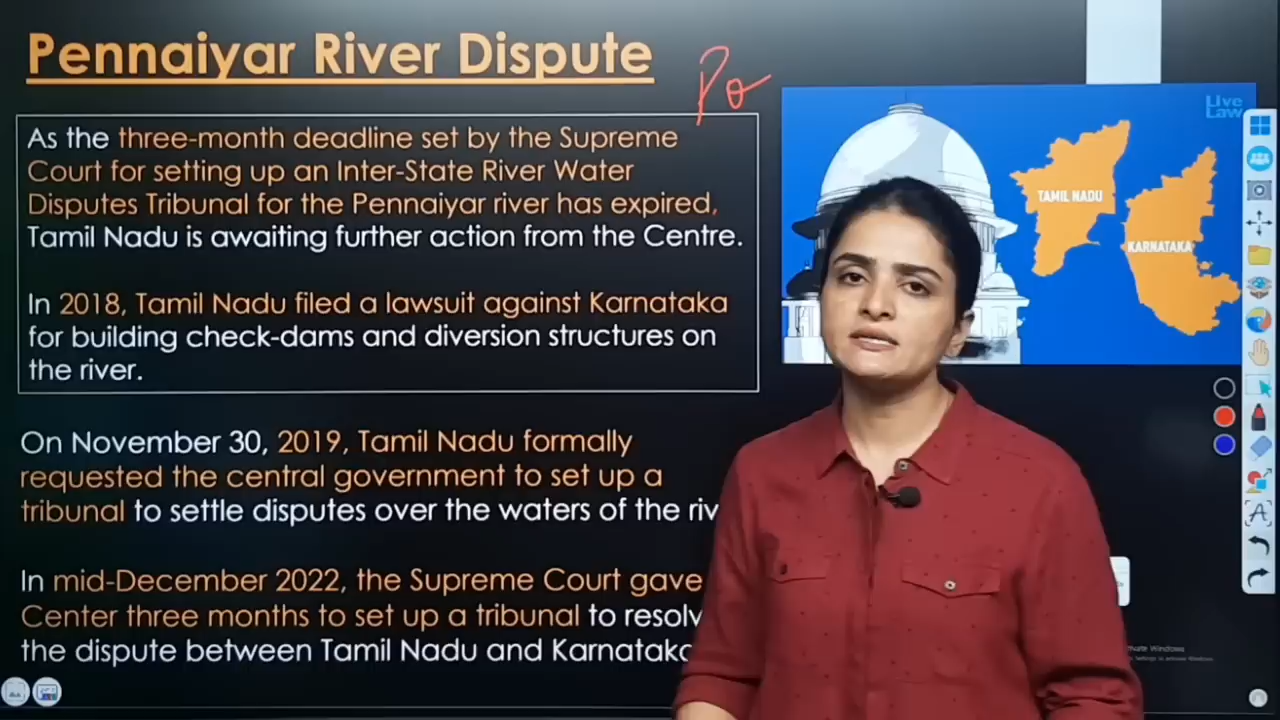 Pennaiyar River Dispute
Po
As the three-month deadline set by the Supreme
Court for setting up an Inter-State River Water
Disputes Tribunal for the Pennaiyar river has expired,
Tamil Nadu is awaiting further action from the Centre.
In 2018, Tamil Nadu filed a lawsuit against Karnataka
for building check-dams and diversion structures on
the river.
On November 30, 2019, Tamil Nadu formally
requested the central government to set up a
tribunal to settle disputes over the waters of the riv
In mid-December 2022, the Supreme Court gave
Center three months to set up a tribunal to resolv
the dispute between Tamil Nadu and Karnataka
Live
Law
TAMIL NADU
KARNATAKA